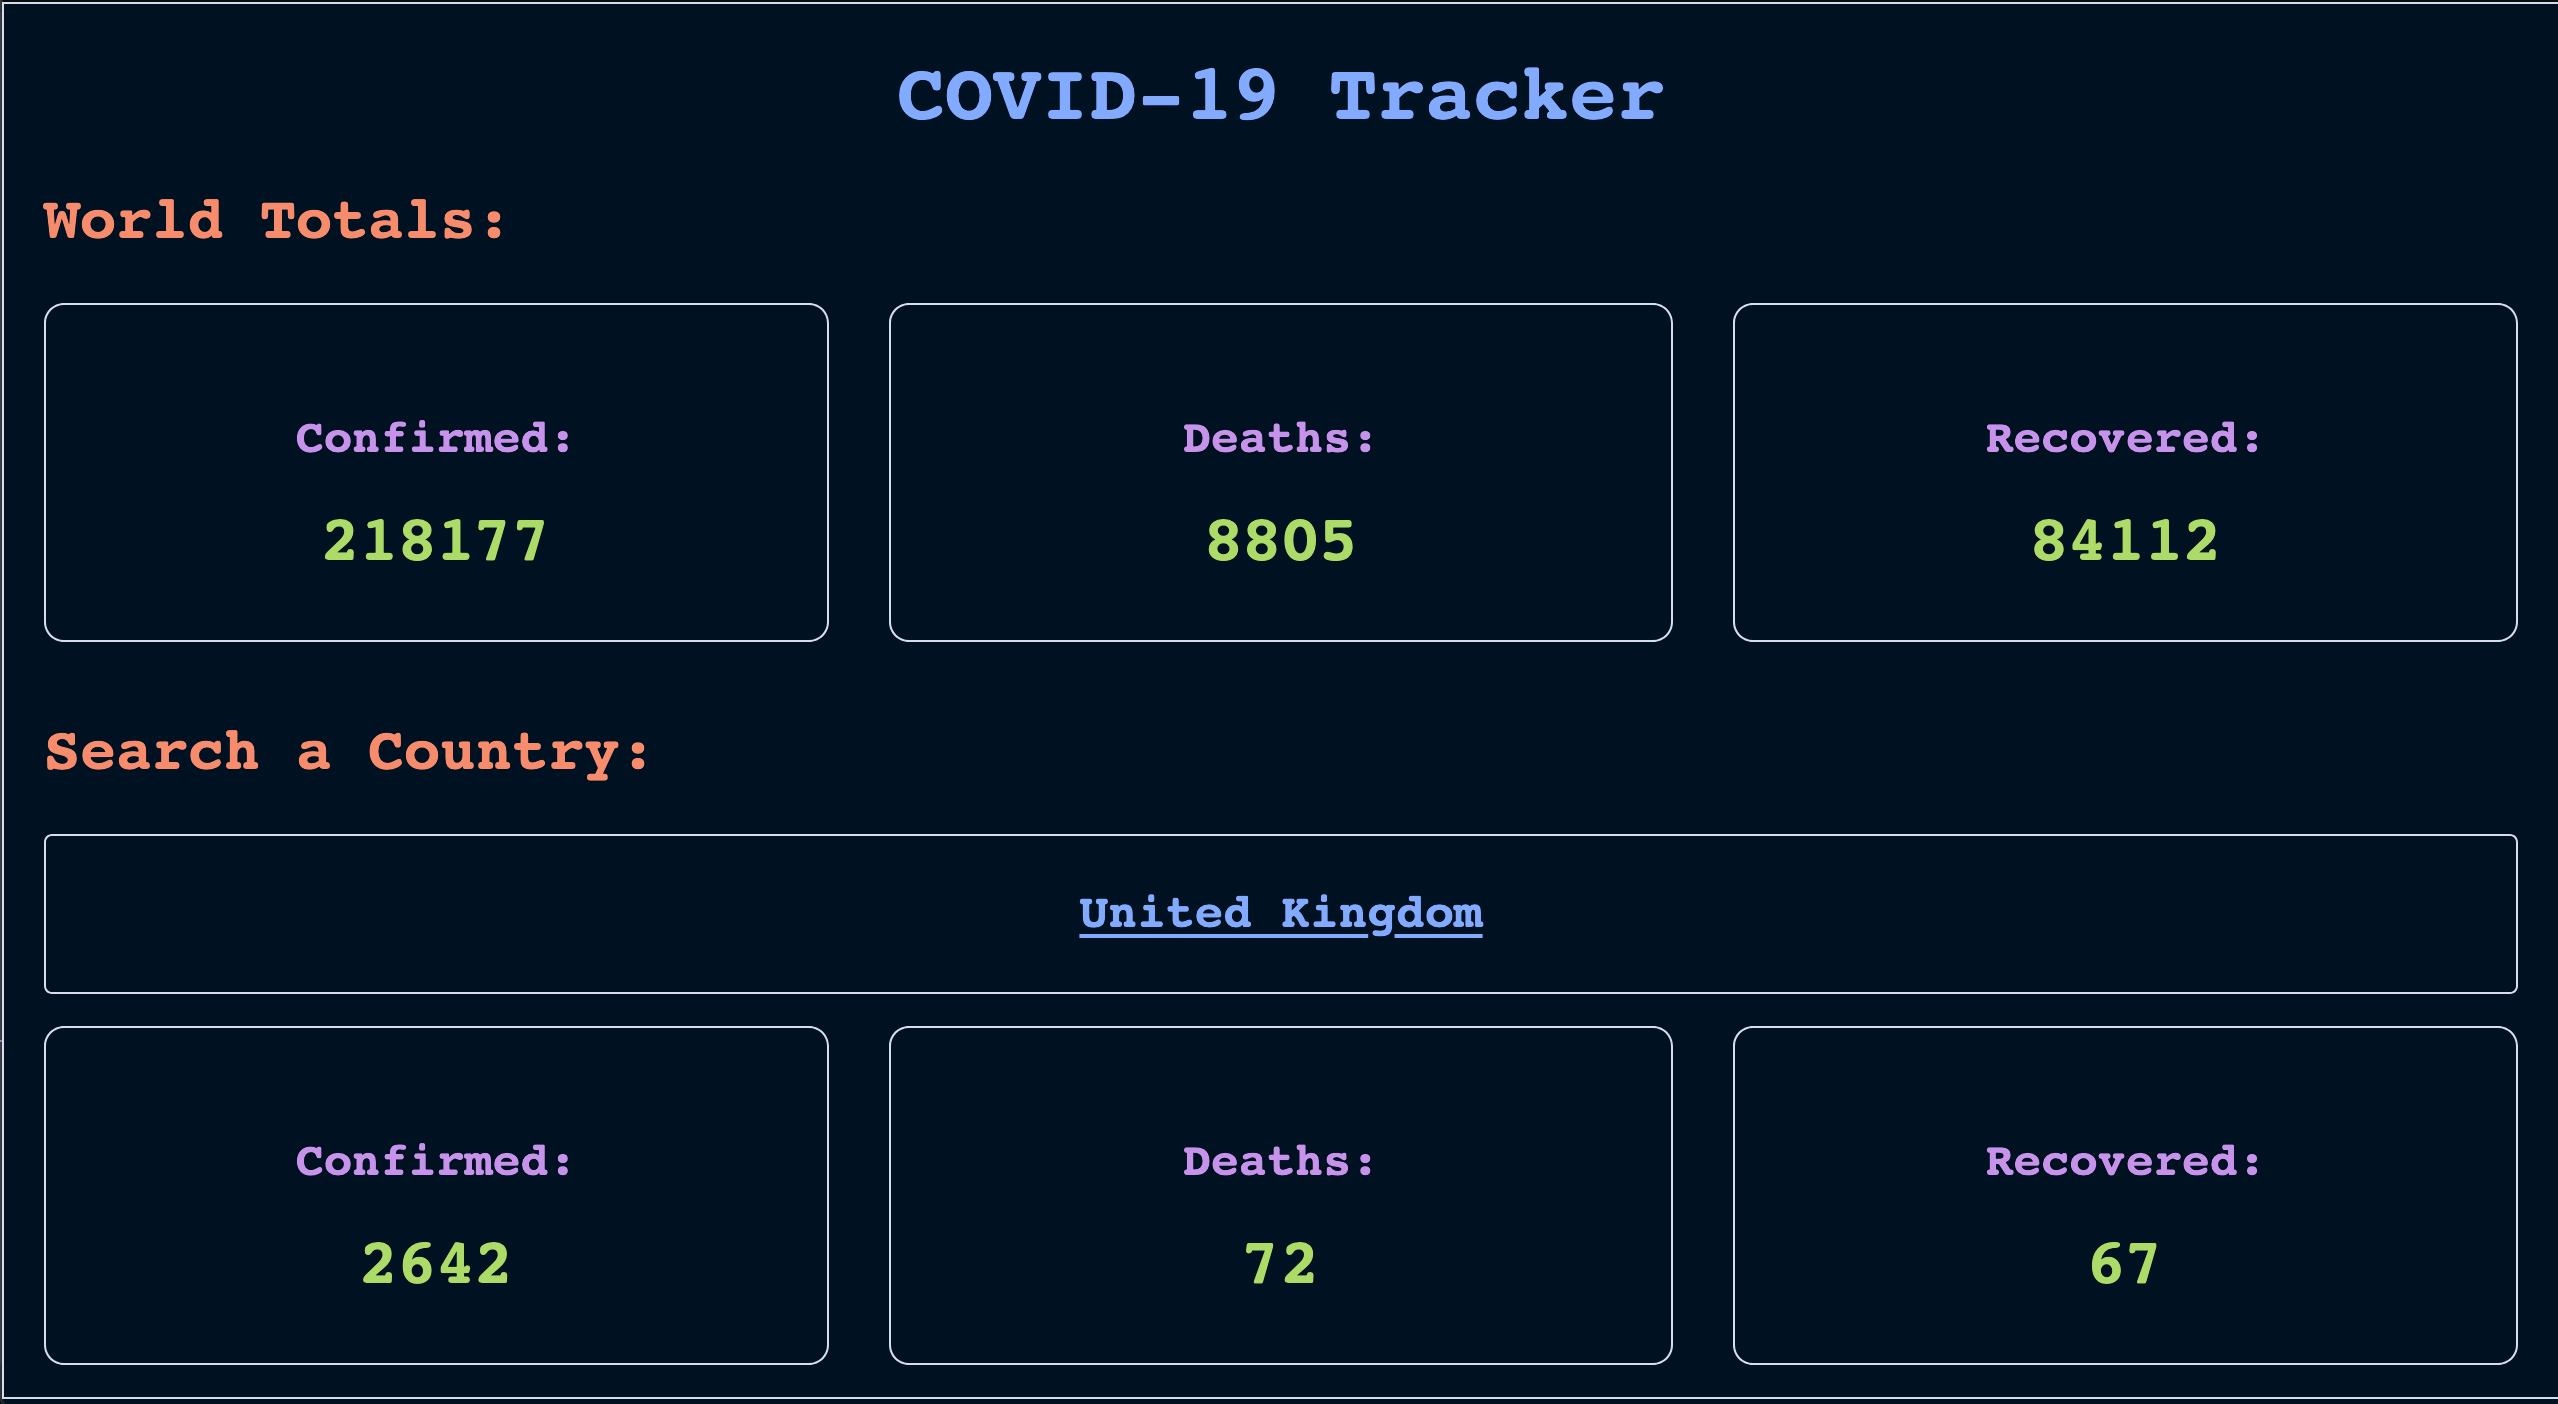 COVID-19 Tracker
World Totals:
Confirmed:
218177
Deaths:
8805
Recovered:
84112
Search a Country:
United Kingdom
Confirmed:
2642
Deaths:
72
Recovered:
67